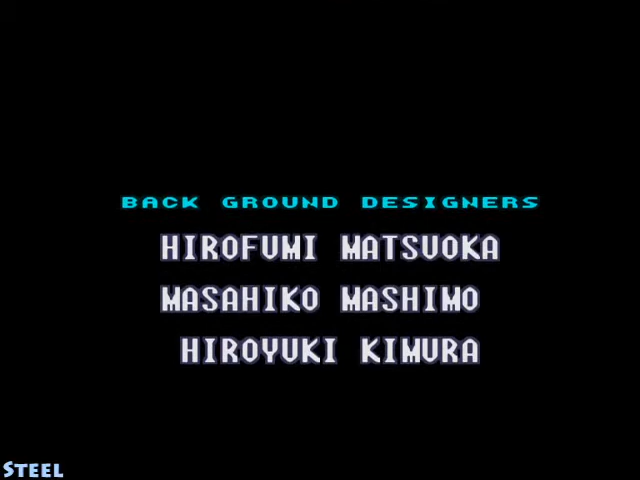 BACK GROUND DESIGNERS
HIROFUMI MATSUOKA
MASAHIKO MASHIMO
HIROYUKI KIMURA
STEEL